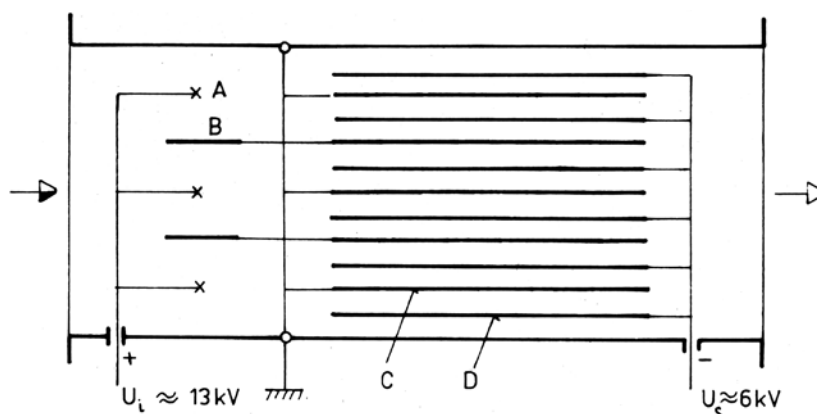 A
B
+
-
U_i ≈ 13kV
C
D
U_s ≈ 6kV